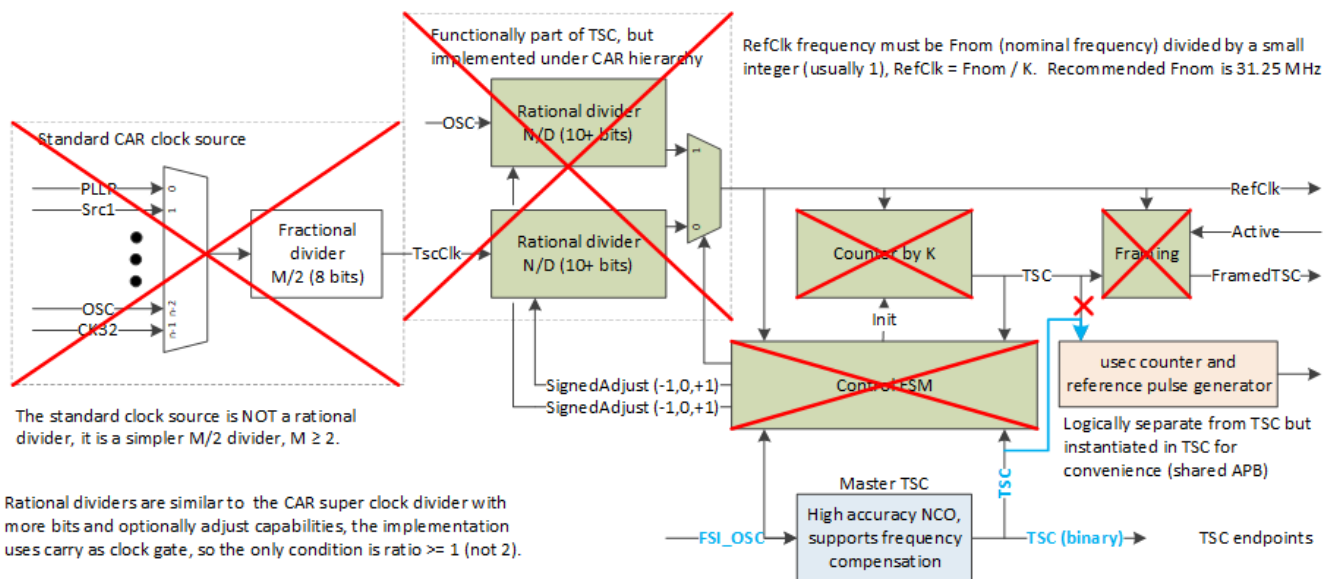 Functionally part of TSC, but
implemented under CAR hierarchy
RefClk frequency must be Fnom (nominal frequency) divided by a small
integer (usually 1), RefClk = Fnom / K.  Recommended Fnom is 31.25 MHz
Standard CAR clock source
OSC
Rational divider
N/D (10+ bits)
1
PLLP
0
Src1
1
RefClk
Fractional
divider
M/2 (8 bits)
TscClk
Rational divider
N/D (10+ bits)
0
Counter by K
Framing
Active
TSC
FramedTSC
OSC
n-2
CK32
n-1
Init
SignedAdjust (-1,0,+1)
SignedAdjust (-1,0,+1)
Control FSM
usec counter and
reference pulse generator
The standard clock source is NOT a rational
divider, it is a simpler M/2 divider, M ≥ 2.
Logically separate from TSC but
instantiated in TSC for
convenience (shared APB)
TSC
Rational dividers are similar to  the CAR super clock divider with
more bits and optionally adjust capabilities, the implementation
uses carry as clock gate, so the only condition is ratio >= 1 (not 2).
Master TSC
FSI_OSC
High accuracy NCO,
supports frequency
compensation
TSC (binary)
TSC endpoints